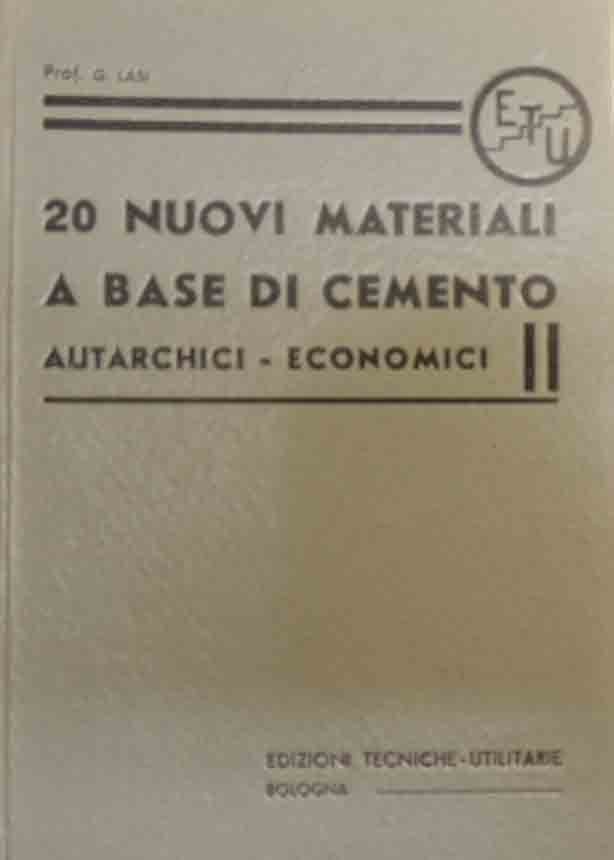 Prof. G. LASI
ETU
20 NUOVI MATERIALI
A BASE DI CEMENTO
AUTARCHICI - ECONOMICI II
EDIZIONI TECNICHE-UTILITARIE
BOLOGNA